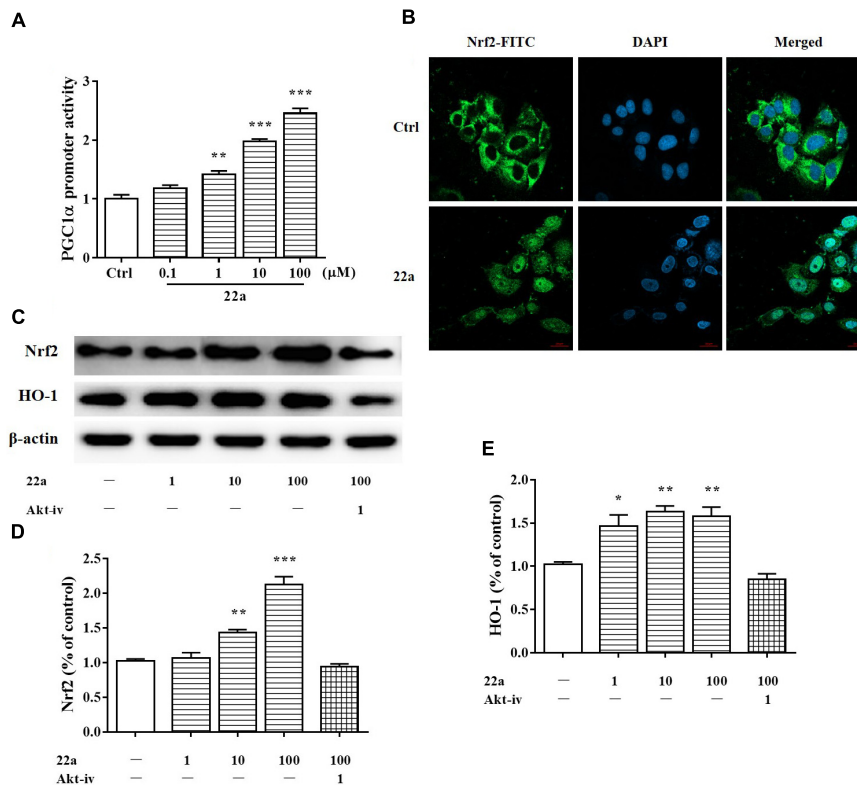 A
PGC1α promoter activity
3
2
1
0
** *** ***
Ctrl 0.1 1 10 100 (μM)
22a
B
Nrf2-FITC DAPI Merged
Ctrl
22a
C
Nrf2
HO-1
β-actin
22a — 1 10 100 100
Akt-iv — — — — 1
D
Nrf2 (% of control)
2.5
2.0
1.5
1.0
0.5
0.0
** ***
22a — 1 10 100 100
Akt-iv — — — — 1
E
HO-1 (% of control)
2.0
1.5
1.0
0.5
0.0
* ** **
22a — 1 10 100 100
Akt-iv — — — — 1